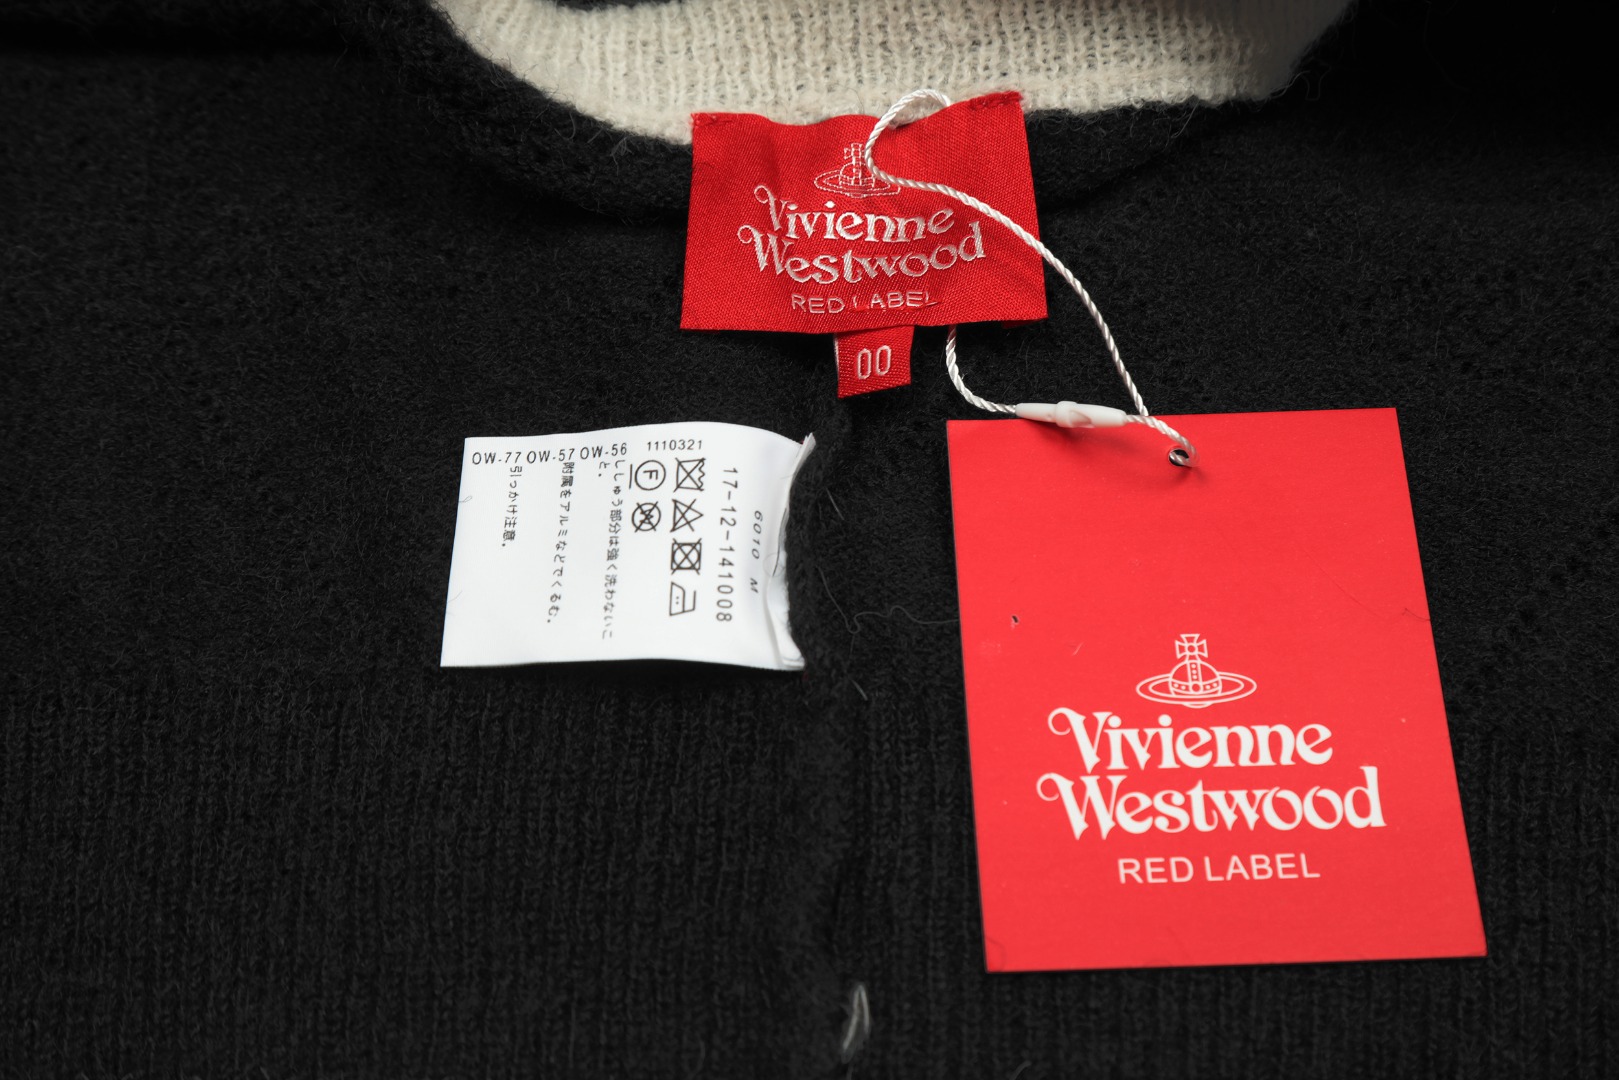 Vivienne
Westwood
RED LABEL
00
6010 M
17-12-141008
F
W
ししゅう部分は強く洗わないこ
と。
附属をアルミなどでくるむ。
引っかけ注意。
OW-77 OW-57 OW-56 1110321
Vivienne
Westwood
RED LABEL